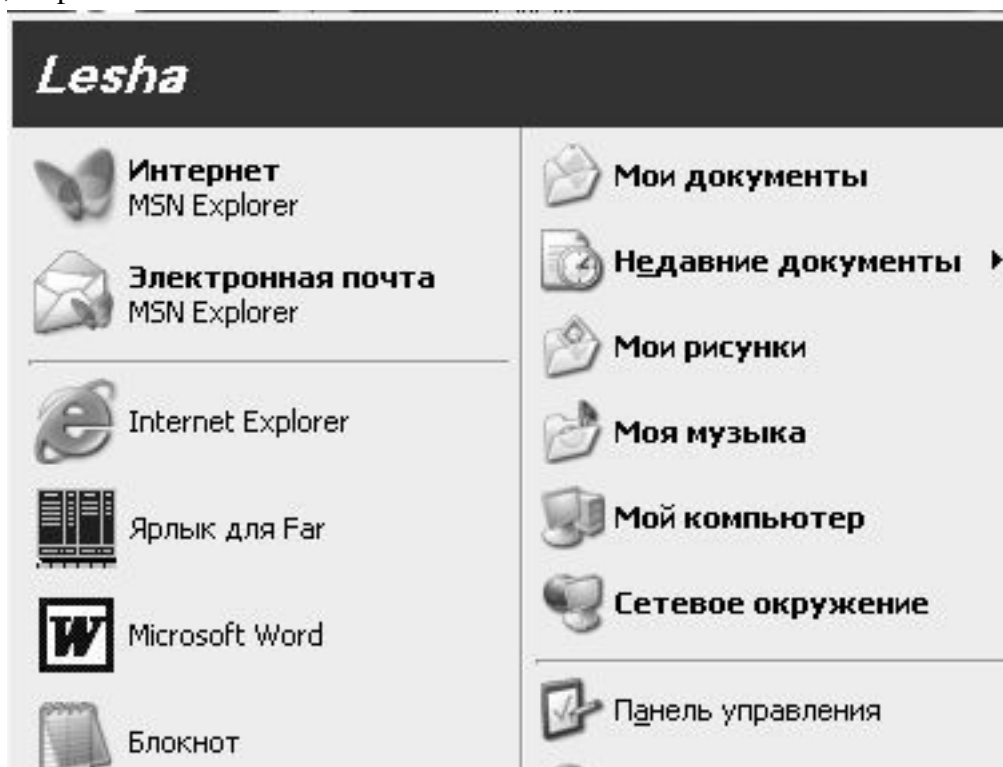 Lesha
Интернет
MSN Explorer
Электронная почта
MSN Explorer
Internet Explorer
Ярлык для Far
Microsoft Word
Блокнот
Мои документы
Недавние документы
Мои рисунки
Моя музыка
Мой компьютер
Сетевое окружение
Панель управления